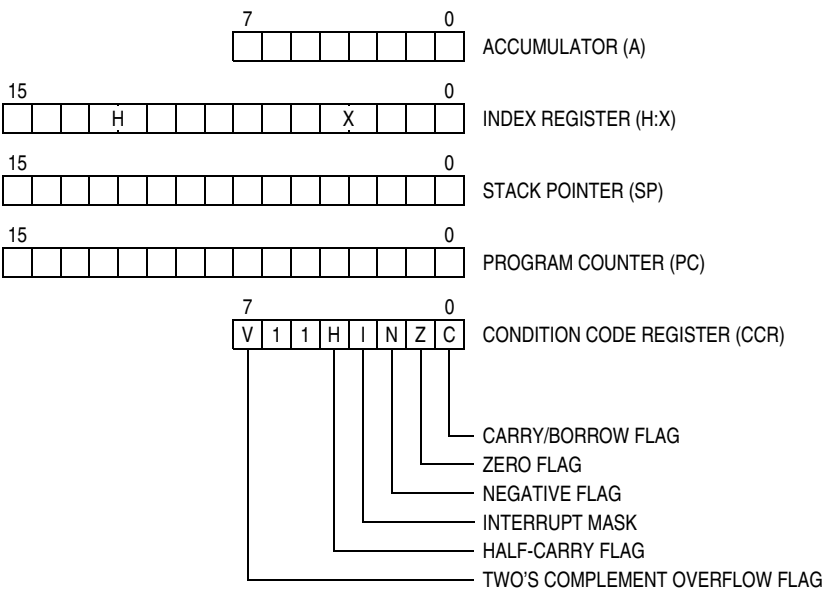 7 0
ACCUMULATOR (A)
15 0
H X INDEX REGISTER (H:X)
15 0
STACK POINTER (SP)
15 0
PROGRAM COUNTER (PC)
7 0
V 1 1 H I N Z C CONDITION CODE REGISTER (CCR)
CARRY/BORROW FLAG
ZERO FLAG
NEGATIVE FLAG
INTERRUPT MASK
HALF-CARRY FLAG
TWO'S COMPLEMENT OVERFLOW FLAG